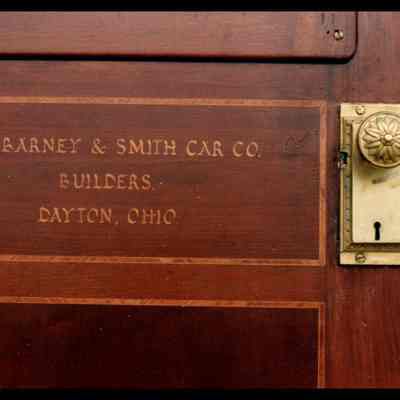 BARNEY & SMITH CAR CO.
BUILDERS.
DAYTON, OHIO